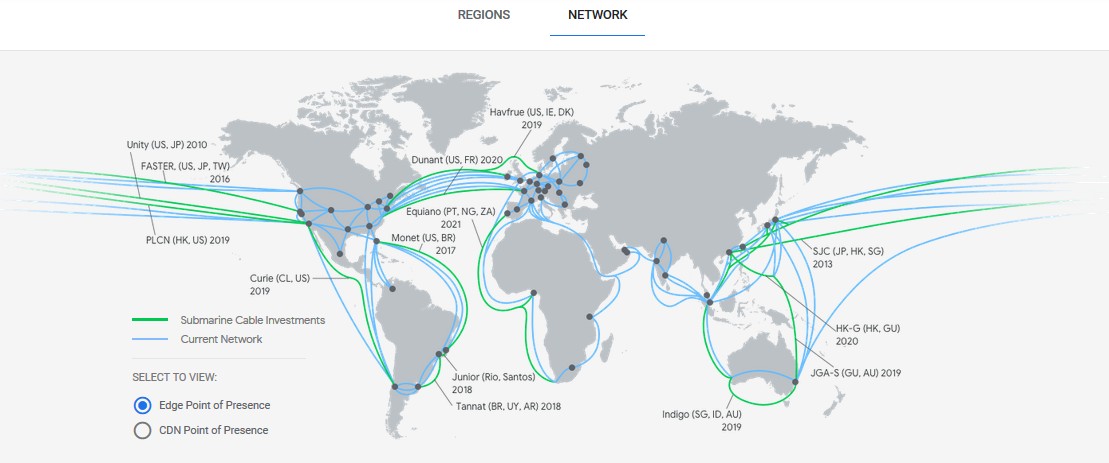 REGIONS
NETWORK
Havfrue (US, IE, DK)
2019
Unity (US, JP) 2010
FASTER, (US, JP, TW)
2016
Dunant (US, FR) 2020
Equiano (PT, NG, ZA)
2021
PLCN (HK, US) 2019
Monet (US, BR)
2017
SJC (JP, HK, SG)
2013
Curie (CL, US)
2019
Submarine Cable Investments
Current Network
HK-G (HK, GU)
2020
SELECT TO VIEW:
JGA-S (GU, AU) 2019
Junior (Rio, Santos)
2018
Edge Point of Presence
Tannat (BR, UY, AR) 2018
Indigo (SG, ID, AU)
2019
CDN Point of Presence